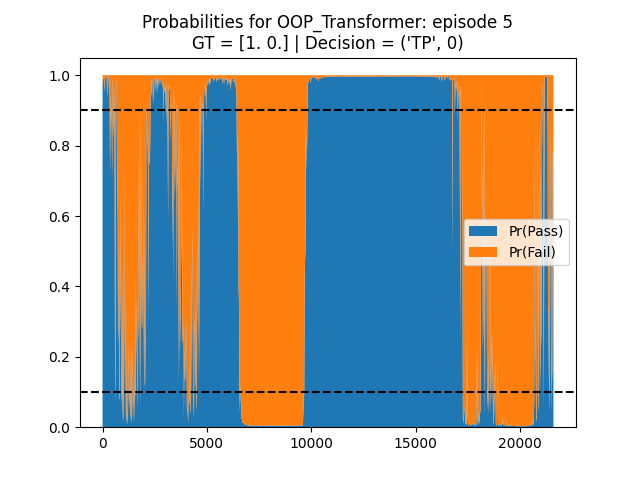 Probabilities for OOP_Transformer: episode 5
GT = [1. 0.] | Decision = ('TP', 0)
1.0
0.8
0.6
0.4
0.2
0.0
Pr(Pass)
Pr(Fail)
0
5000
10000
15000
20000